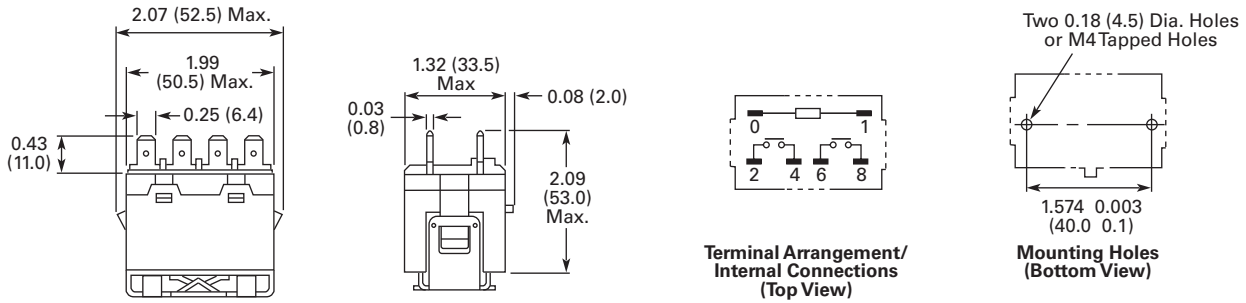 2.07 (52.5) Max.
1.99
(50.5) Max.
0.25 (6.4)
0.43
(11.0)
1.32 (33.5)
Max
0.03
(0.8)
0.08 (2.0)
2.09
(53.0)
Max.
0 1
2 4 6 8
Terminal Arrangement/
Internal Connections
(Top View)
Two 0.18 (4.5) Dia. Holes
or M4 Tapped Holes
1.574 0.003
(40.0 0.1)
Mounting Holes
(Bottom View)